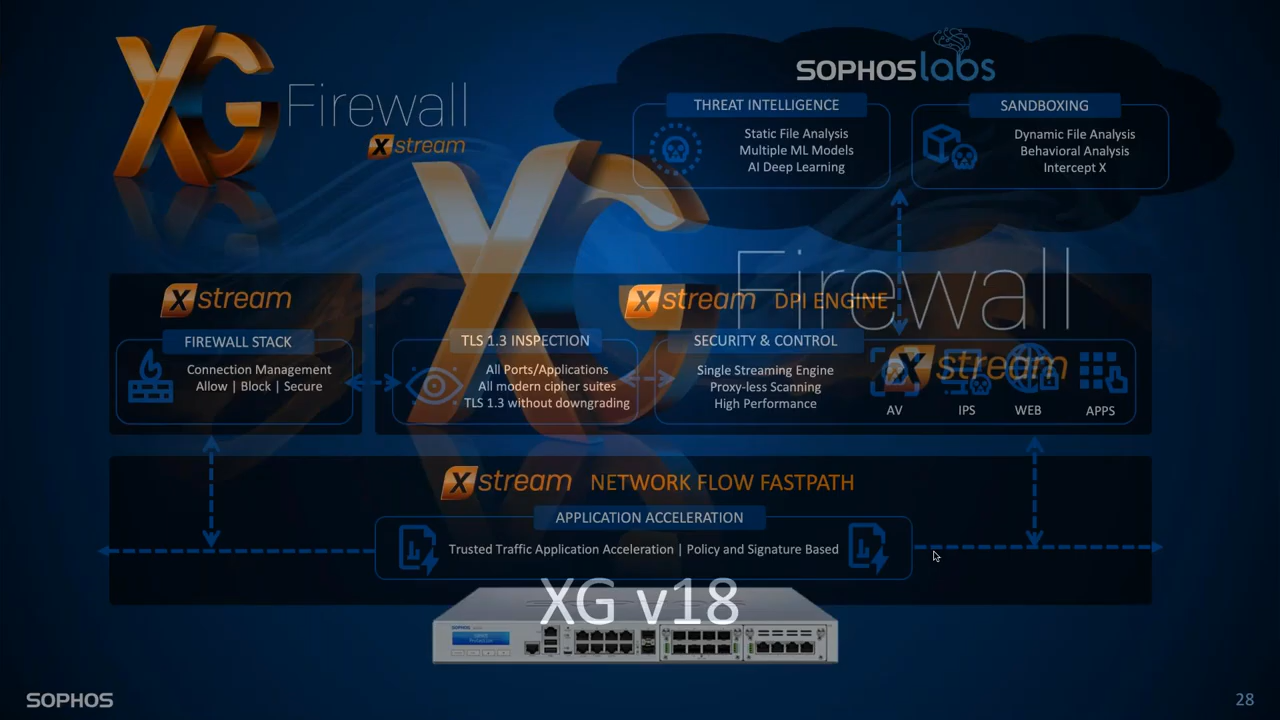 XG Firewall
Xstream
SOPHOSlabs
THREAT INTELLIGENCE
Static File Analysis
Multiple ML Models
AI Deep Learning
SANDBOXING
Dynamic File Analysis
Behavioral Analysis
Intercept X
XG Firewall
Xstream
Xstream
FIREWALL STACK
Connection Management
Allow | Block | Secure
Xstream DPI ENGINE
TLS 1.3 INSPECTION
All Ports/Applications
All modern cipher suites
TLS 1.3 without downgrading
SECURITY & CONTROL
Single Streaming Engine
Proxy-less Scanning
High Performance
AV IPS WEB APPS
Xstream NETWORK FLOW FASTPATH
APPLICATION ACCELERATION
Trusted Traffic Application Acceleration | Policy and Signature Based
XG v18
SOPHOS
SOPHOS
28